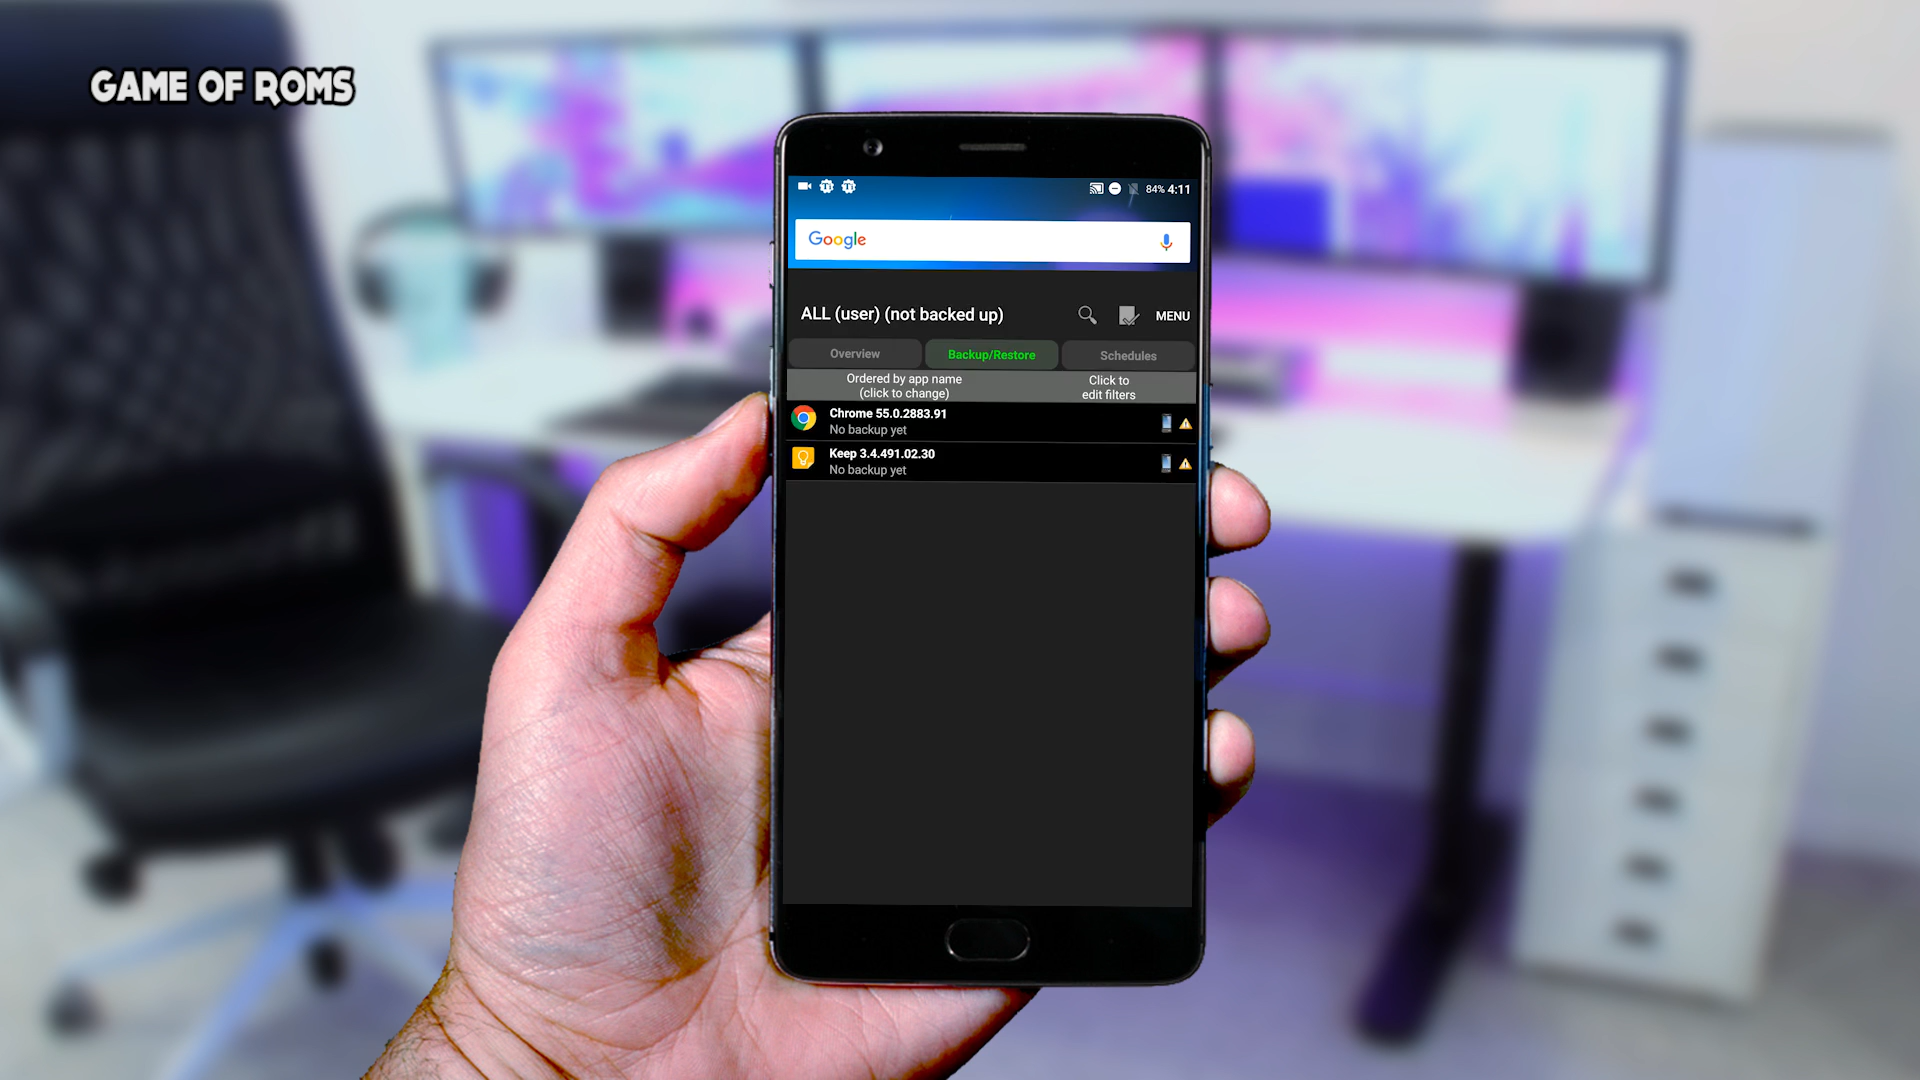 GAME OF ROMS
84% 4:11
Google
ALL (user) (not backed up)
MENU
Overview
Backup/Restore
Schedules
Ordered by app name
(click to change)
Click to
edit filters
Chrome 55.0.2883.91
No backup yet
Keep 3.4.491.02.30
No backup yet